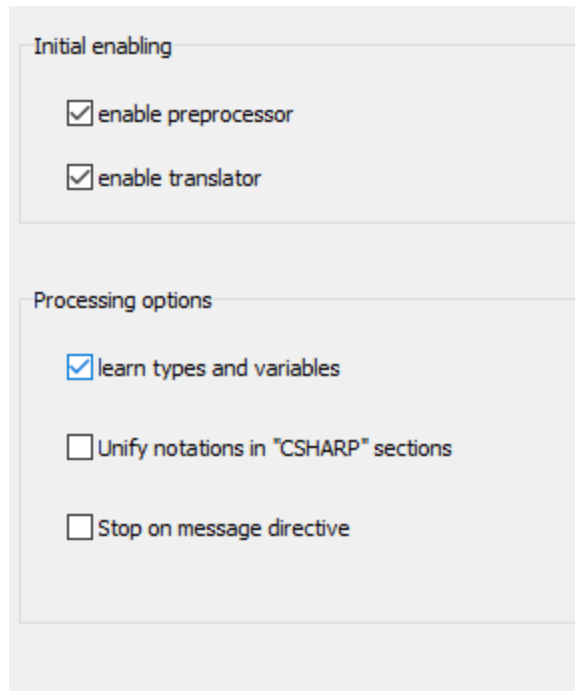 Initial enabling
enable preprocessor
enable translator
Processing options
learn types and variables
Unify notations in "CSHARP" sections
Stop on message directive